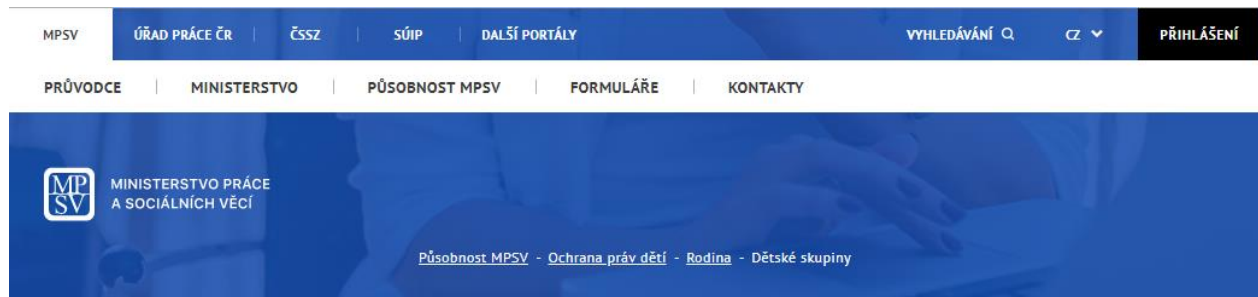 MPSV ÚŘAD PRÁCE ČR ČSSZ SÚIP DALŠÍ PORTÁLY VYHLEDÁVÁNÍ CZ PŘIHLÁŠENÍ
PRŮVODCE MINISTERSTVO PŮSOBNOST MPSV FORMULÁŘE KONTAKTY
MP
SV
MINISTERSTVO PRÁCE
A SOCIÁLNÍCH VĚCÍ
Působnost MPSV - Ochrana práv dětí - Rodina - Dětské skupiny